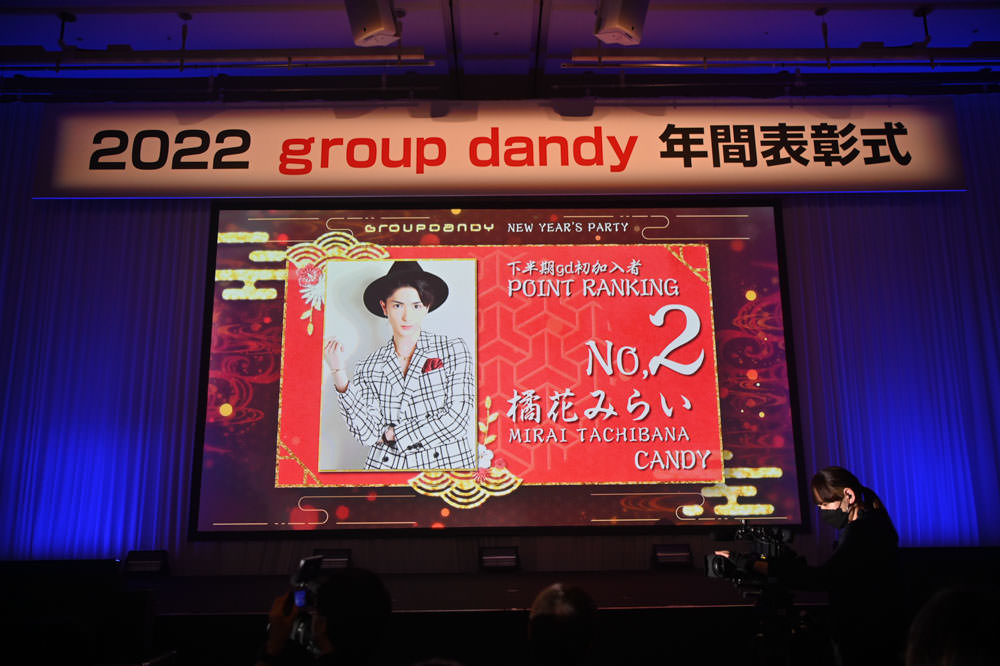 2022 group dandy 年間表彰式
GROUPDANDY NEW YEAR'S PARTY
下半期gd初加入者
POINT RANKING
No,2
橘花みらい
MIRAI TACHIBANA
CANDY